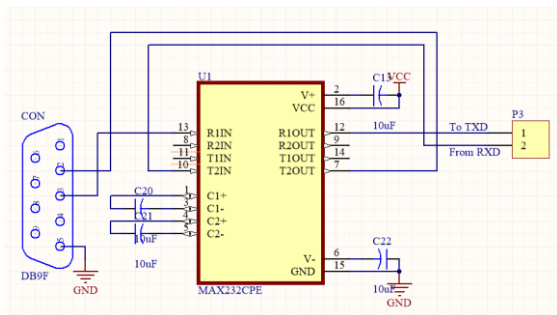 U1
CON
MAX232CPE
DB9F
GND
13 R1IN
8 R2IN
11 T1IN
10 T2IN
1 C1+
3 C1-
4 C2+
5 C2-
V+ 2
VCC 16
R1OUT 12
R2OUT 9
T1OUT 14
T2OUT 7
V- 6
GND 15
C13
VCC
10uF
C20
C21
10uF
10uF
C22
10uF
GND
To TXD
From RXD
P3
1
2